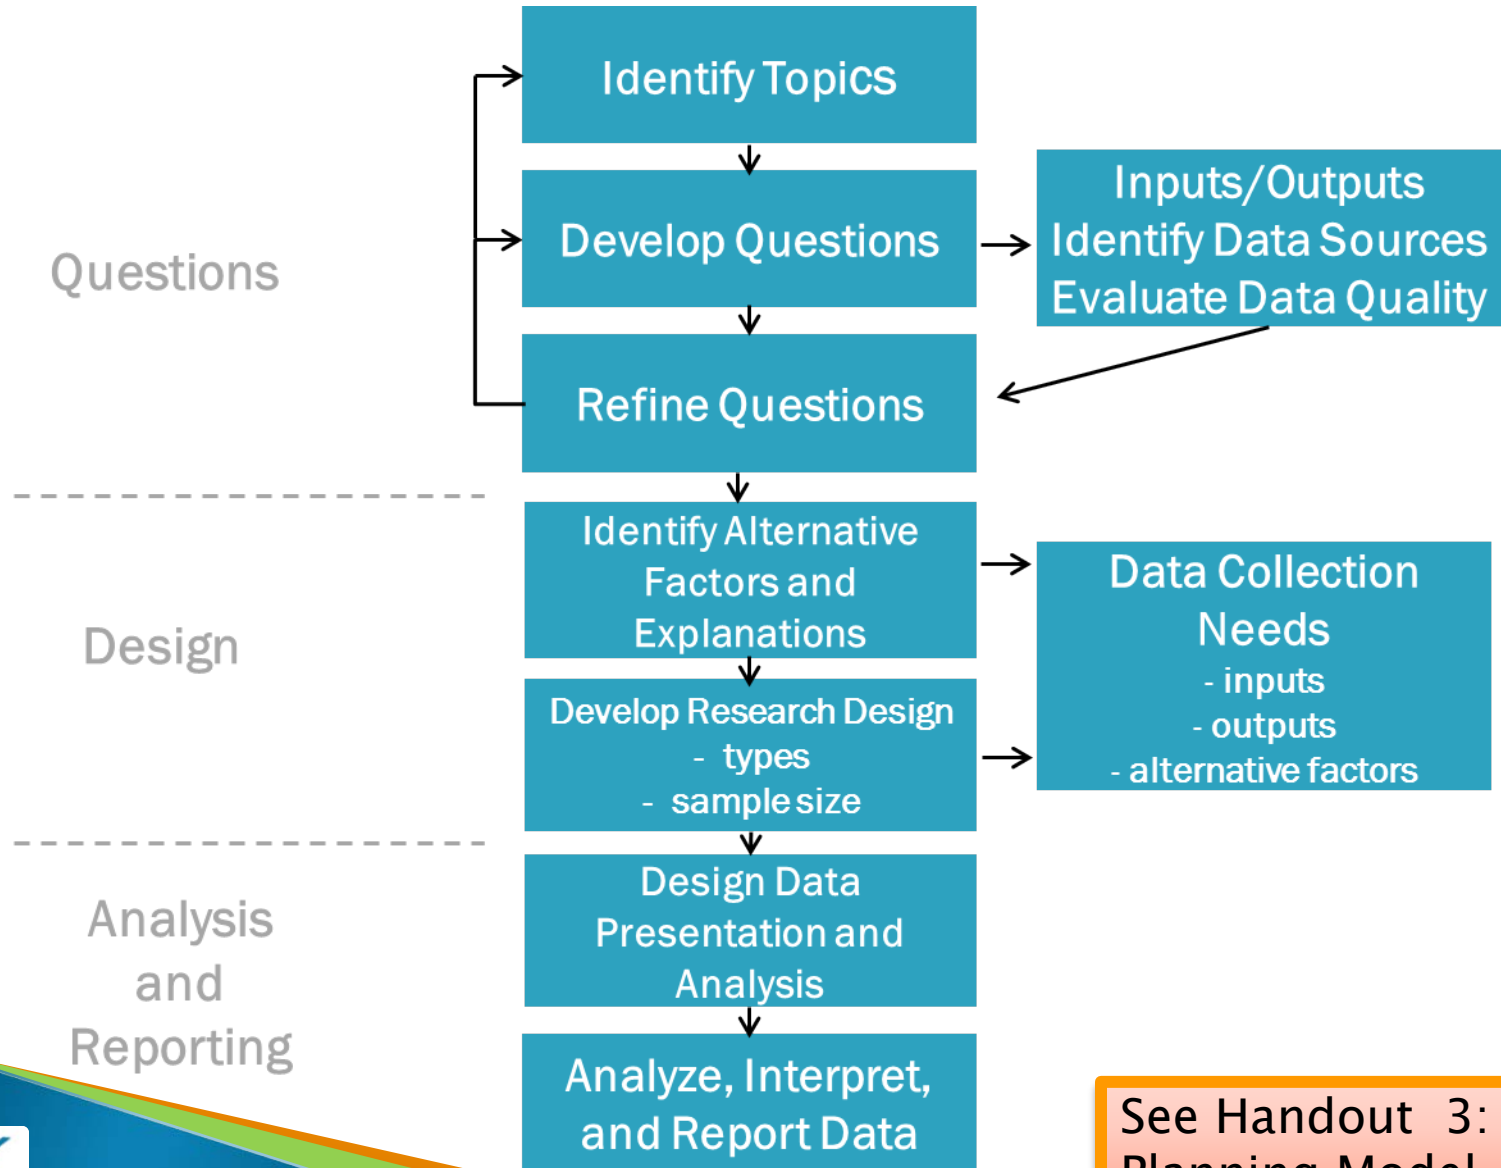 Identify Topics
Questions
Develop Questions
Inputs/Outputs
Identify Data Sources
Evaluate Data Quality
Refine Questions
Design
Identify Alternative
Factors and
Explanations
Develop Research Design
- types
- sample size
Data Collection
Needs
- inputs
- outputs
- alternative factors
Analysis
and
Reporting
Design Data
Presentation and
Analysis
Analyze, Interpret,
and Report Data
See Handout 3:
Planning Model